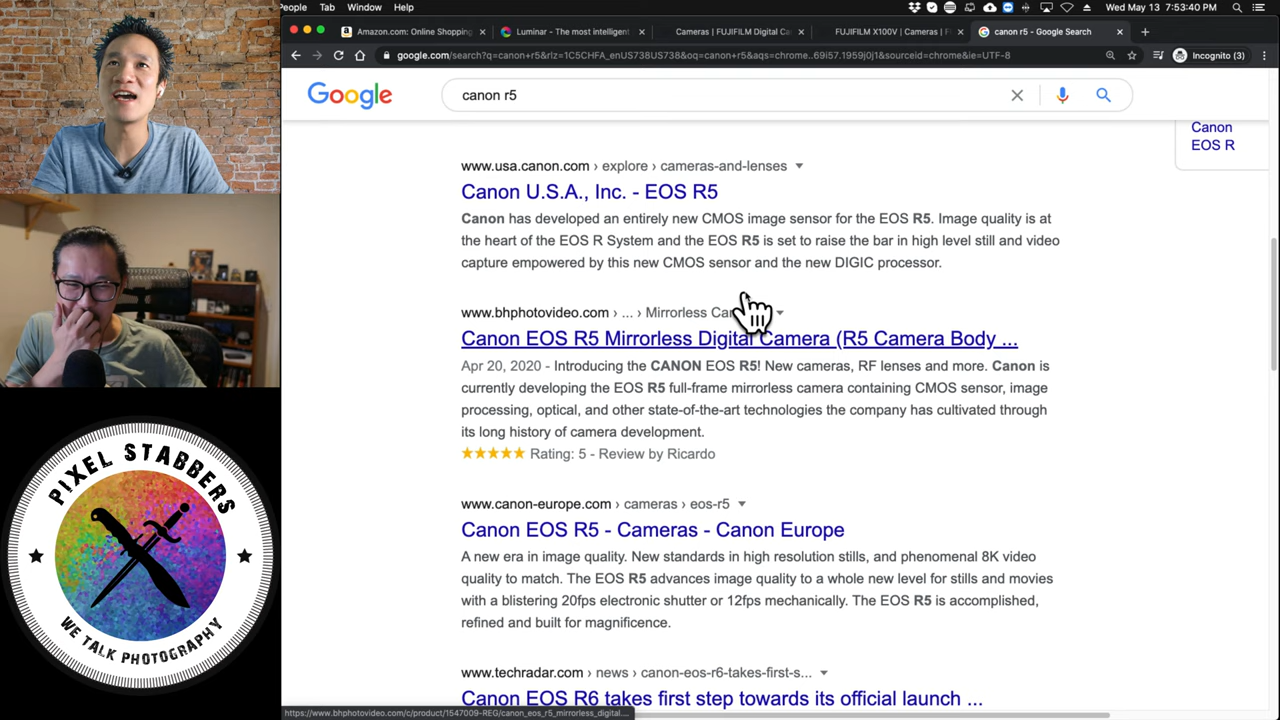 People Tab Window Help
May 13 5:53:40 PM
Amazon.com: Online Shopping
Luminar - The most intelligent
Cameras | FUJIFILM Digital Ca
FUJIFILM X100V | Cameras | F
canon r5 - Google Search
google.com/search?q=canon+r5&rlz=1C5CHFA_enUS738US738&oq=canon+r5&aqs=chrome..69i57.959j0j1&sourceid=chrome&ie=UTF-8
Incognito (3)
Google
canon r5
Canon
EOS R
www.usa.canon.com › explore › cameras-and-lenses
Canon U.S.A., Inc. - EOS R5
Canon has developed an entirely new CMOS image sensor for the EOS R5. Image quality is at
the heart of the EOS R System and the EOS R5 is set to raise the bar in high level still and video
capture empowered by this new CMOS sensor and the new DIGIC processor.
www.bhphotovideo.com › ... › Mirrorless Ca
Canon EOS R5 Mirrorless Digital Camera (R5 Camera Body ...
Apr 20, 2020 - Introducing the CANON EOS R5! New cameras, RF lenses and more. Canon is
currently developing the EOS R5 full-frame mirrorless camera containing CMOS sensor, image
processing, optical, and other state-of-the-art technologies the company has cultivated through
its long history of camera development.
Rating: 5 - Review by Ricardo
www.canon-europe.com › cameras › eos-r5
Canon EOS R5 - Cameras - Canon Europe
A new era in image quality. New standards in high resolution stills, and phenomenal 8K video
quality to match. The EOS R5 advances image quality to a whole new level for stills and movies
with a blistering 20fps electronic shutter or 12fps mechanically. The EOS R5 is accomplished,
refined and built for magnificence.
www.techradar.com › news › canon-eos-r6-takes-first-s...
Canon EOS R6 takes first step towards its official launch ...
https://www.bhphotovideo.com/c/product/1547009-REG/canon_eos_r5_mirrorless_digital....
PIXEL STABBERS
WE TALK PHOTOGRAPHY